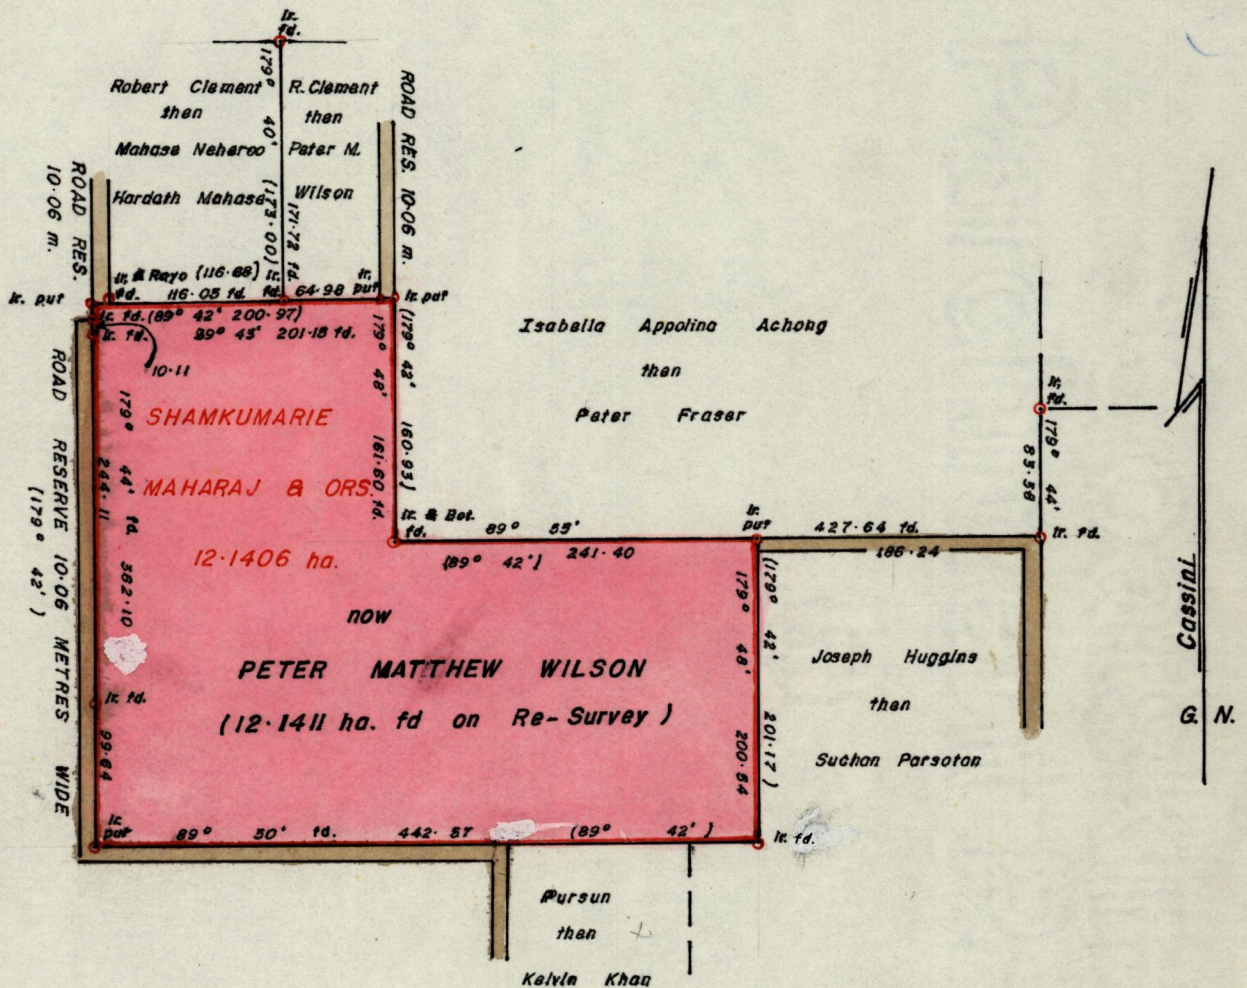 Ir. fd.
179° 40' (173·00)
171·72 fd.
Robert Clement
then
Mahase Neheroo
Hardath Mahase
R. Clement
then
Peter M.
Wilson
ROAD RES. 10·06 m.
ROAD RES.
10·06 m.
Ir. put
Ir. & Rayo (116·68) Ir.
fd. 116·05 fd. fd. 64·98 Ir. put
Ir. put
Ir. fd. (89° 42' 200·97)
Ir. fd. 89° 45' 201·18 fd.
10·11
(179° 42' 160·93)
179° 48' 161·60 fd.
Isabella Appolina Achong
then
Peter Fraser
Ir. fd.
179° 44'
83·58
SHAMKUMARIE
MAHARAJ & ORS.
12·1406 ha.
now
PETER MATTHEW WILSON
(12·1411 ha. fd on Re-Survey)
179° 44' fd. 382·10
244·11
Ir. fd.
99·64
ROAD RESERVE 10·06 METRES WIDE
(179° 42')
Ir. & Bot.
fd.
89° 55'
(89° 42') 241·40
Ir. put
427·64 fd.
186·24
Ir. fd.
(179° 42' 201·17)
179° 48' 200·54
Joseph Huggins
then
Suchan Parsotan
Cassini
G. N.
Ir. put
89° 50' fd. 442·57 (89° 42')
Ir. fd.
Pursun
then
Kelvin Khan